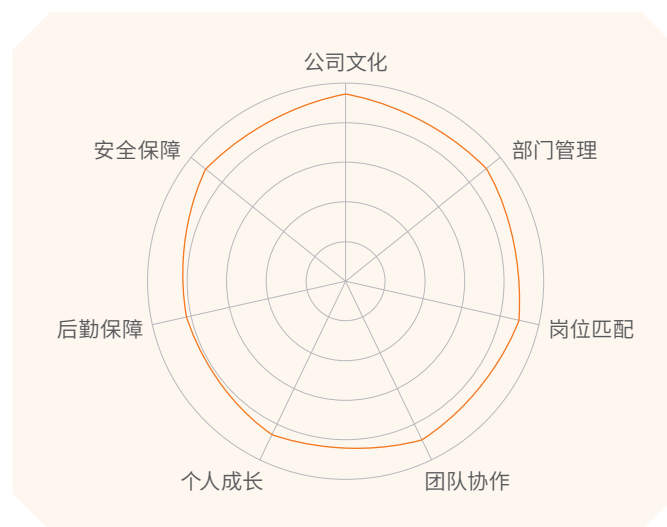 公司文化
安全保障
部门管理
后勤保障
岗位匹配
个人成长
团队协作